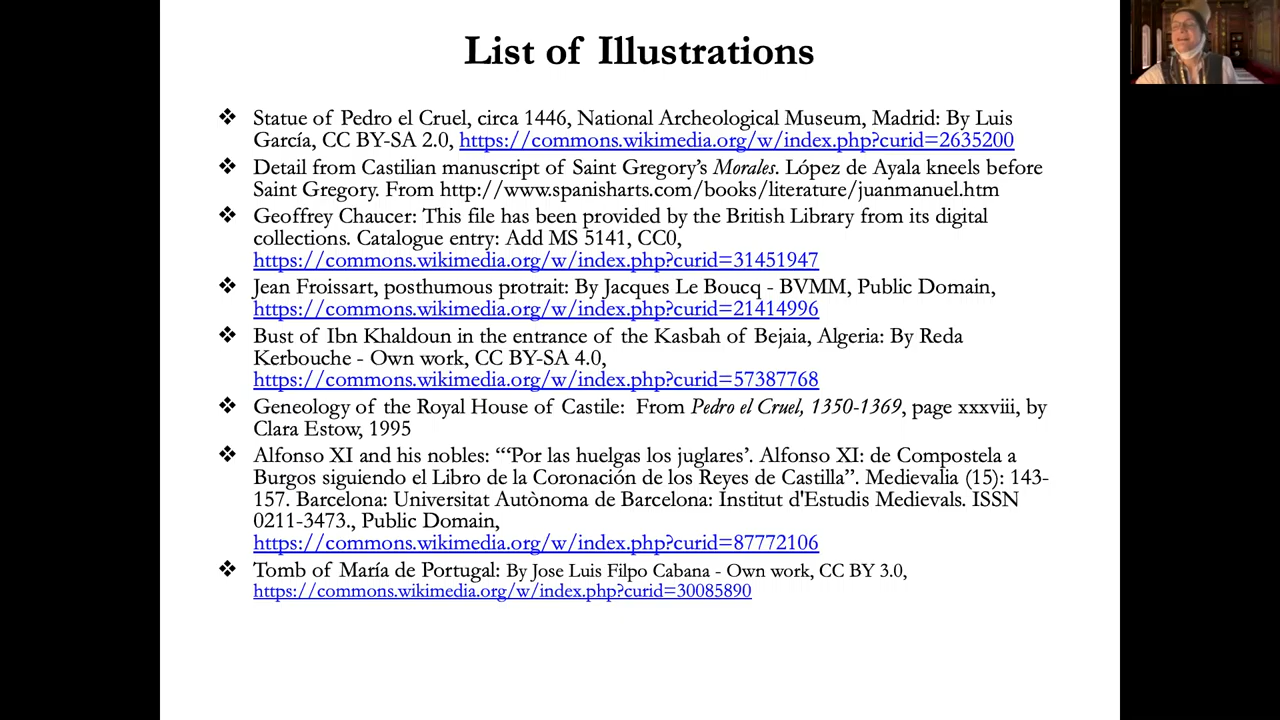 List of Illustrations
❖ Statue of Pedro el Cruel, circa 1446, National Archeological Museum, Madrid: By Luis
García, CC BY-SA 2.0, https://commons.wikimedia.org/w/index.php?curid=2635200
❖ Detail from Castilian manuscript of Saint Gregory's Morales. López de Ayala kneels before
Saint Gregory. From http://www.spanisharts.com/books/literature/juanmanuel.htm
❖ Geoffrey Chaucer: This file has been provided by the British Library from its digital
collections. Catalogue entry: Add MS 5141, CC0,
https://commons.wikimedia.org/w/index.php?curid=31451947
❖ Jean Froissart, posthumous protrait: By Jacques Le Boucq - BVMM, Public Domain,
https://commons.wikimedia.org/w/index.php?curid=21414996
❖ Bust of Ibn Khaldoun in the entrance of the Kasbah of Bejaia, Algeria: By Reda
Kerbouche - Own work, CC BY-SA 4.0,
https://commons.wikimedia.org/w/index.php?curid=57387768
❖ Geneology of the Royal House of Castile: From Pedro el Cruel, 1350-1369, page xxxviii, by
Clara Estow, 1995
❖ Alfonso XI and his nobles: “‘Por las huelgas los juglares’. Alfonso XI: de Compostela a
Burgos siguiendo el Libro de la Coronación de los Reyes de Castilla”. Medievalia (15): 143-
157. Barcelona: Universitat Autònoma de Barcelona: Institut d'Estudis Medievals. ISSN
0211-3473., Public Domain,
https://commons.wikimedia.org/w/index.php?curid=87772106
❖ Tomb of María de Portugal: By Jose Luis Filpo Cabana - Own work, CC BY 3.0,
https://commons.wikimedia.org/w/index.php?curid=30085890